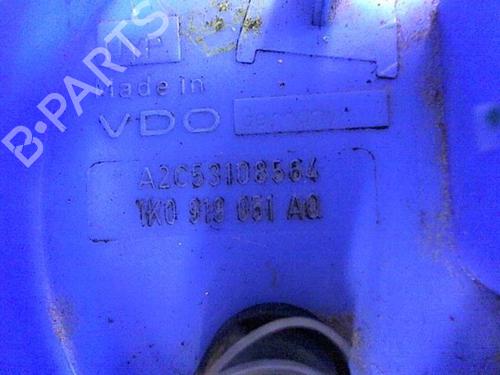 B-PARTS
Made in
VDO
A2C53108564
1K0 919 051 AQ